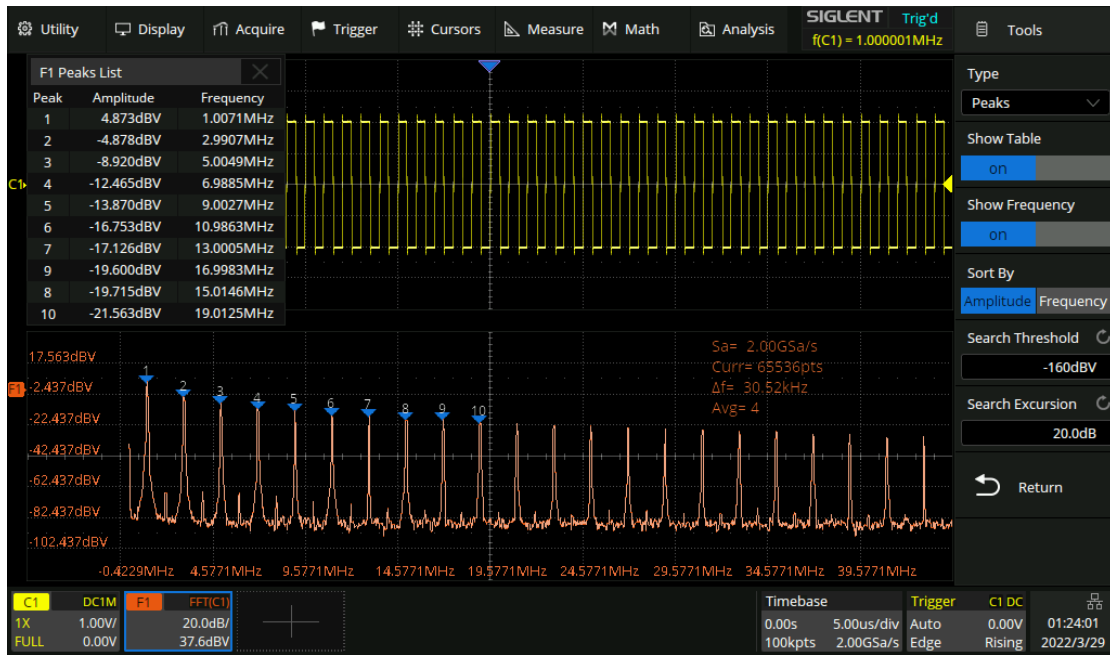 Utility Display Acquire Trigger Cursors Measure Math Analysis
SIGLENT Trig'd
f(C1) = 1.000001MHz
Tools
F1 Peaks List
Peak Amplitude Frequency
1 4.873dBV 1.0071MHz
2 -4.878dBV 2.9907MHz
3 -8.920dBV 5.0049MHz
4 -12.465dBV 6.9885MHz
5 -13.870dBV 9.0027MHz
6 -16.753dBV 10.9863MHz
7 -17.126dBV 13.0005MHz
9 -19.600dBV 16.9983MHz
8 -19.715dBV 15.0146MHz
10 -21.563dBV 19.0125MHz
C1
Type
Peaks
Show Table
on
Show Frequency
on
Sort By
Amplitude Frequency
Search Threshold
-160dBV
Search Excursion
20.0dB
Return
Sa= 2.00GSa/s
Curr= 65536pts
Δf= 30.52kHz
Avg= 4
17.563dBV
F1 -2.437dBV
-22.437dBV
-42.437dBV
-62.437dBV
-82.437dBV
-102.437dBV
1 2 3 4 5 6 7 8 9 10
-0.4229MHz 4.5771MHz 9.5771MHz 14.5771MHz 19.5771MHz 24.5771MHz 29.5771MHz 34.5771MHz 39.5771MHz
C1 DC1M
1X 1.00V/
FULL 0.00V
F1 FFT(C1)
20.0dB/
37.6dBV
Timebase
0.00s 5.00us/div
100kpts 2.00GSa/s
Trigger C1 DC
Auto 0.00V
Edge Rising
01:24:01
2022/3/29